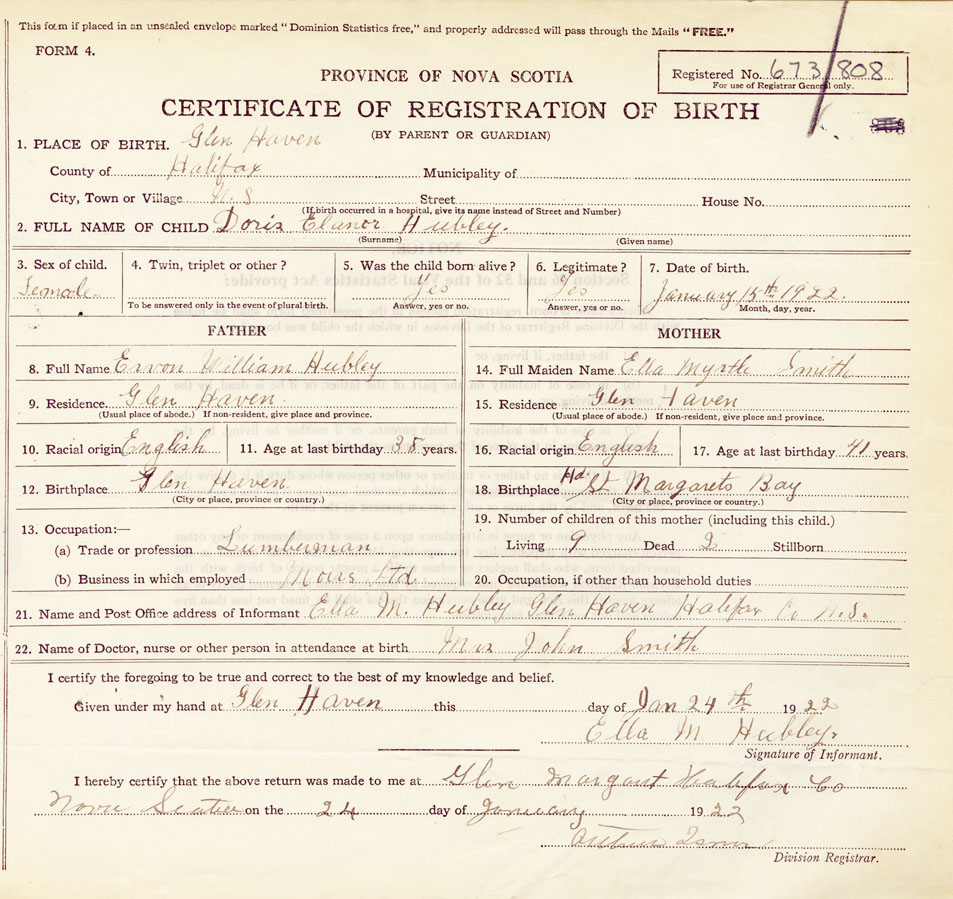 This form if placed in an unsealed envelope marked "Dominion Statistics free," and properly addressed will pass through the Mails "FREE."
FORM 4.
Registered No. 673/808
For use of Registrar General only.
PROVINCE OF NOVA SCOTIA
CERTIFICATE OF REGISTRATION OF BIRTH
(BY PARENT OR GUARDIAN)
1. PLACE OF BIRTH. Glen Haven
County of Halifax Municipality of
City, Town or Village N. S Street House No.
(If birth occurred in a hospital, give its name instead of Street and Number)
2. FULL NAME OF CHILD Doris Elanor Hubley.
(Surname) (Given name)
3. Sex of child. 4. Twin, triplet or other? 5. Was the child born alive? 6. Legitimate? 7. Date of birth.
Female Yes Yes January 15th 1922
To be answered only in the event of plural birth. Answer, yes or no. Answer, yes or no. Month, day, year.
FATHER
8. Full Name Ervon William Hubley
9. Residence Glen Haven
(Usual place of abode.) If non-resident, give place and province.
10. Racial origin English 11. Age at last birthday 38 years.
12. Birthplace Glen Haven
(City or place, province or country.)
13. Occupation:—
(a) Trade or profession Lumberman
(b) Business in which employed Ltd
MOTHER
14. Full Maiden Name Ella Myrtle Smith
15. Residence Glen Haven
(Usual place of abode.) If non-resident, give place and province.
16. Racial origin English 17. Age at last birthday 41 years.
18. Birthplace Hd St Margarets Bay
(City or place, province or country.)
19. Number of children of this mother (including this child.)
Living 9 Dead 2 Stillborn
20. Occupation, if other than household duties
21. Name and Post Office address of Informant Ella M. Hubley Glen Haven Halifax Co N.S.
22. Name of Doctor, nurse or other person in attendance at birth Mrs John Smith
I certify the foregoing to be true and correct to the best of my knowledge and belief.
Given under my hand at Glen Haven this day of Jan 24th 1922
Ella M Hubley.
Signature of Informant.
I hereby certify that the above return was made to me at Glen Margaret Halifax Co
Nova Scotia on the 24 day of January 1922
Arthur
Division Registrar.